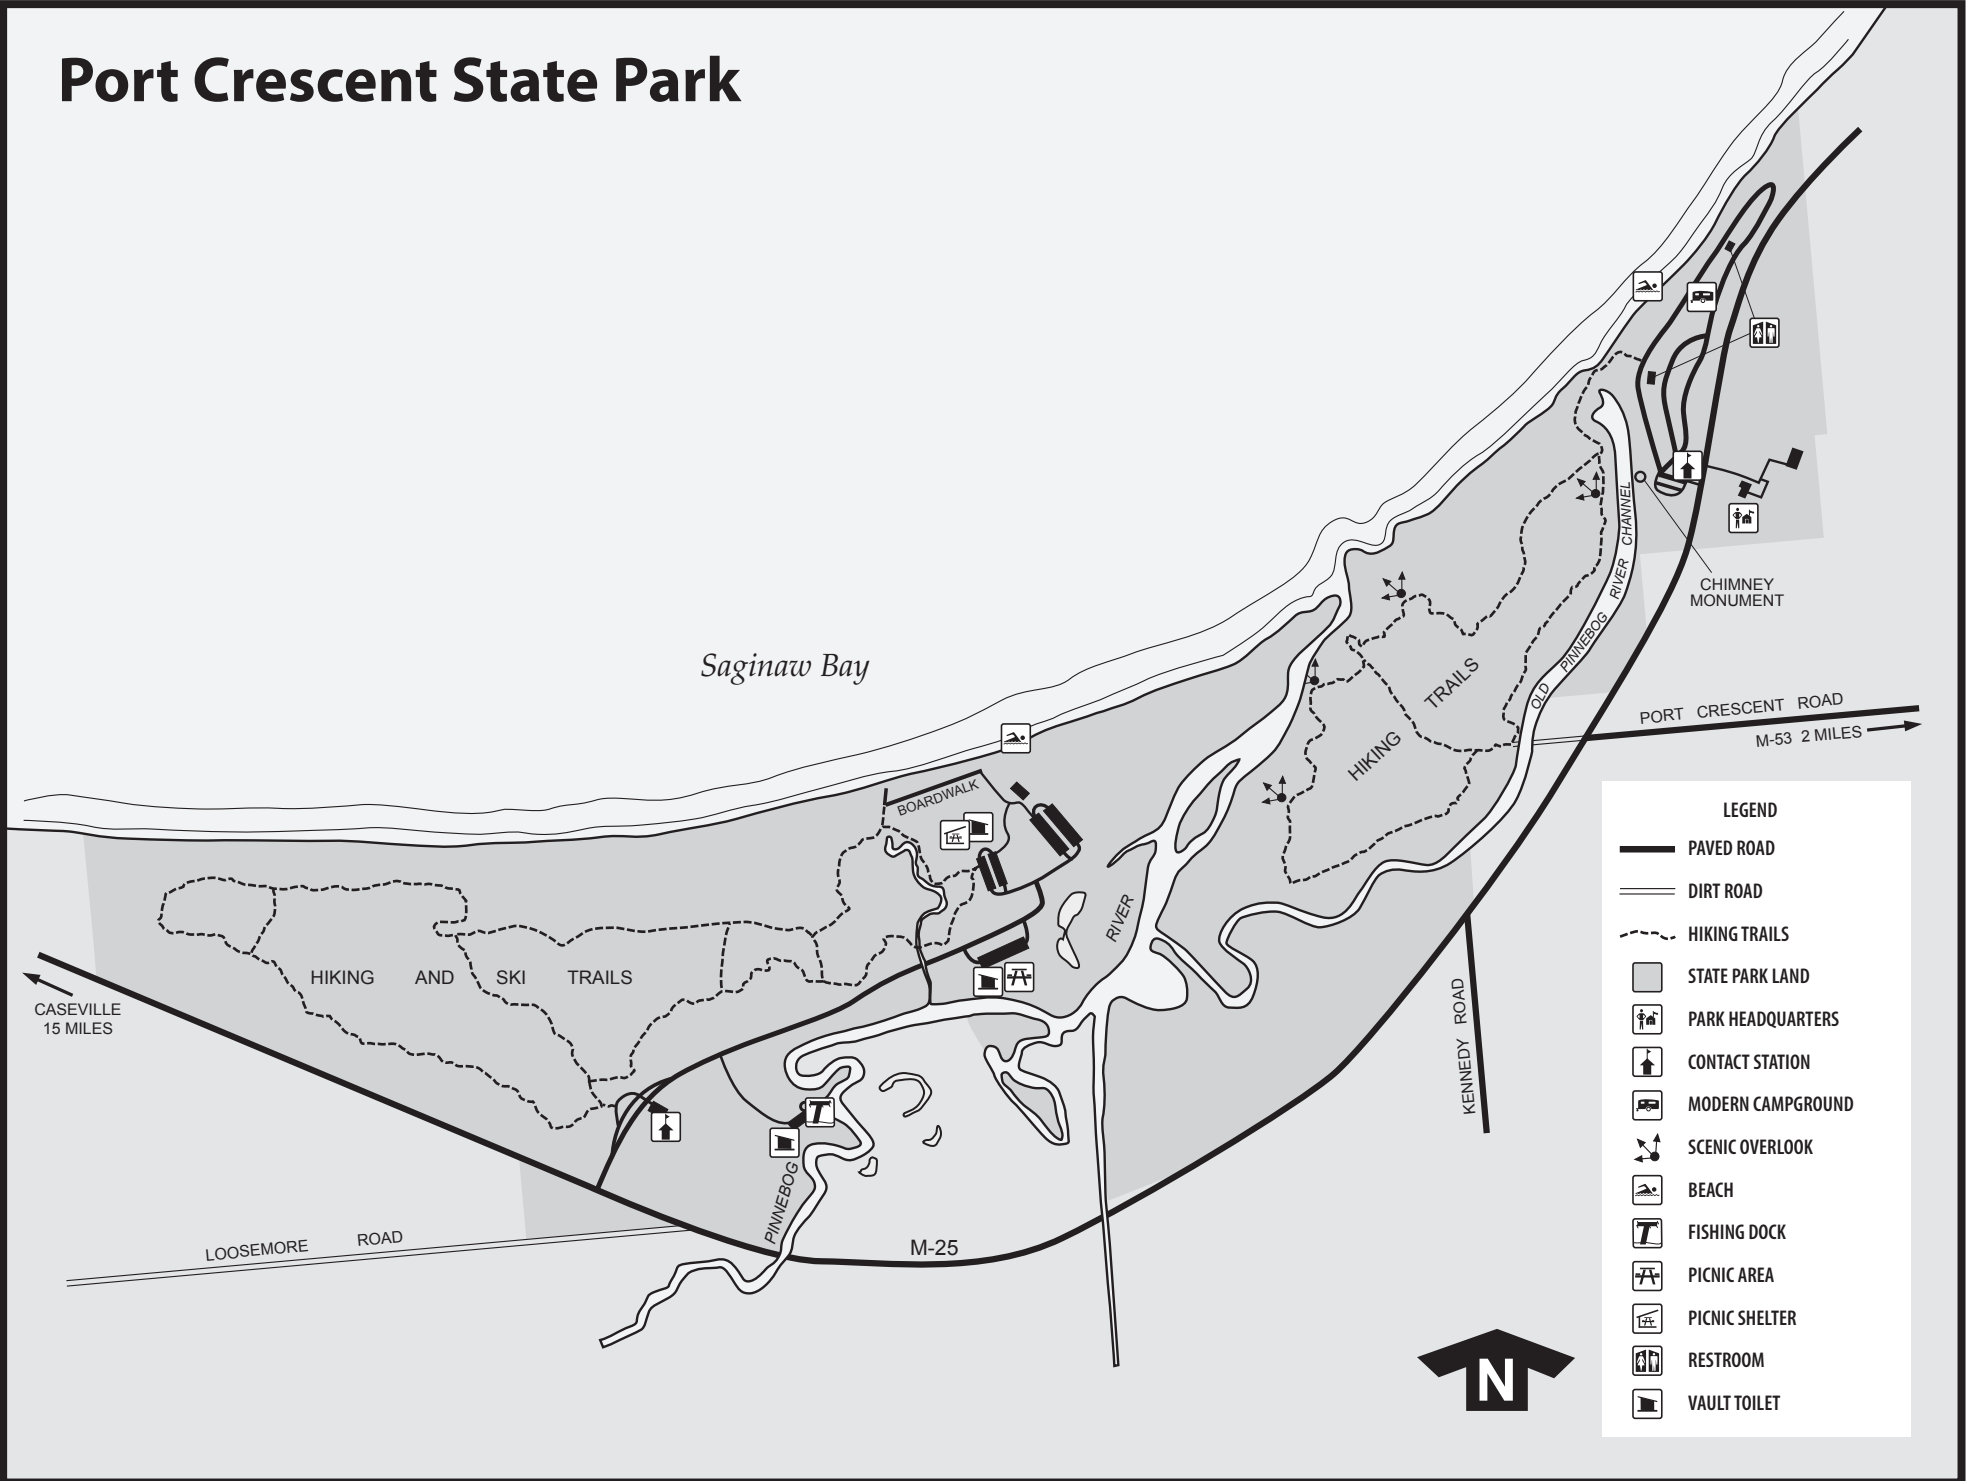 Port Crescent State Park
Saginaw Bay
OLD PINNEBOG RIVER CHANNEL
CHIMNEY
MONUMENT
TRAILS
HIKING
PORT CRESCENT ROAD
M-53 2 MILES
BOARDWALK
RIVER
HIKING AND SKI TRAILS
CASEVILLE
15 MILES
KENNEDY ROAD
PINNEBOG
LOOSEMORE ROAD
M-25
N
LEGEND
PAVED ROAD
DIRT ROAD
HIKING TRAILS
STATE PARK LAND
PARK HEADQUARTERS
CONTACT STATION
MODERN CAMPGROUND
SCENIC OVERLOOK
BEACH
FISHING DOCK
PICNIC AREA
PICNIC SHELTER
RESTROOM
VAULT TOILET